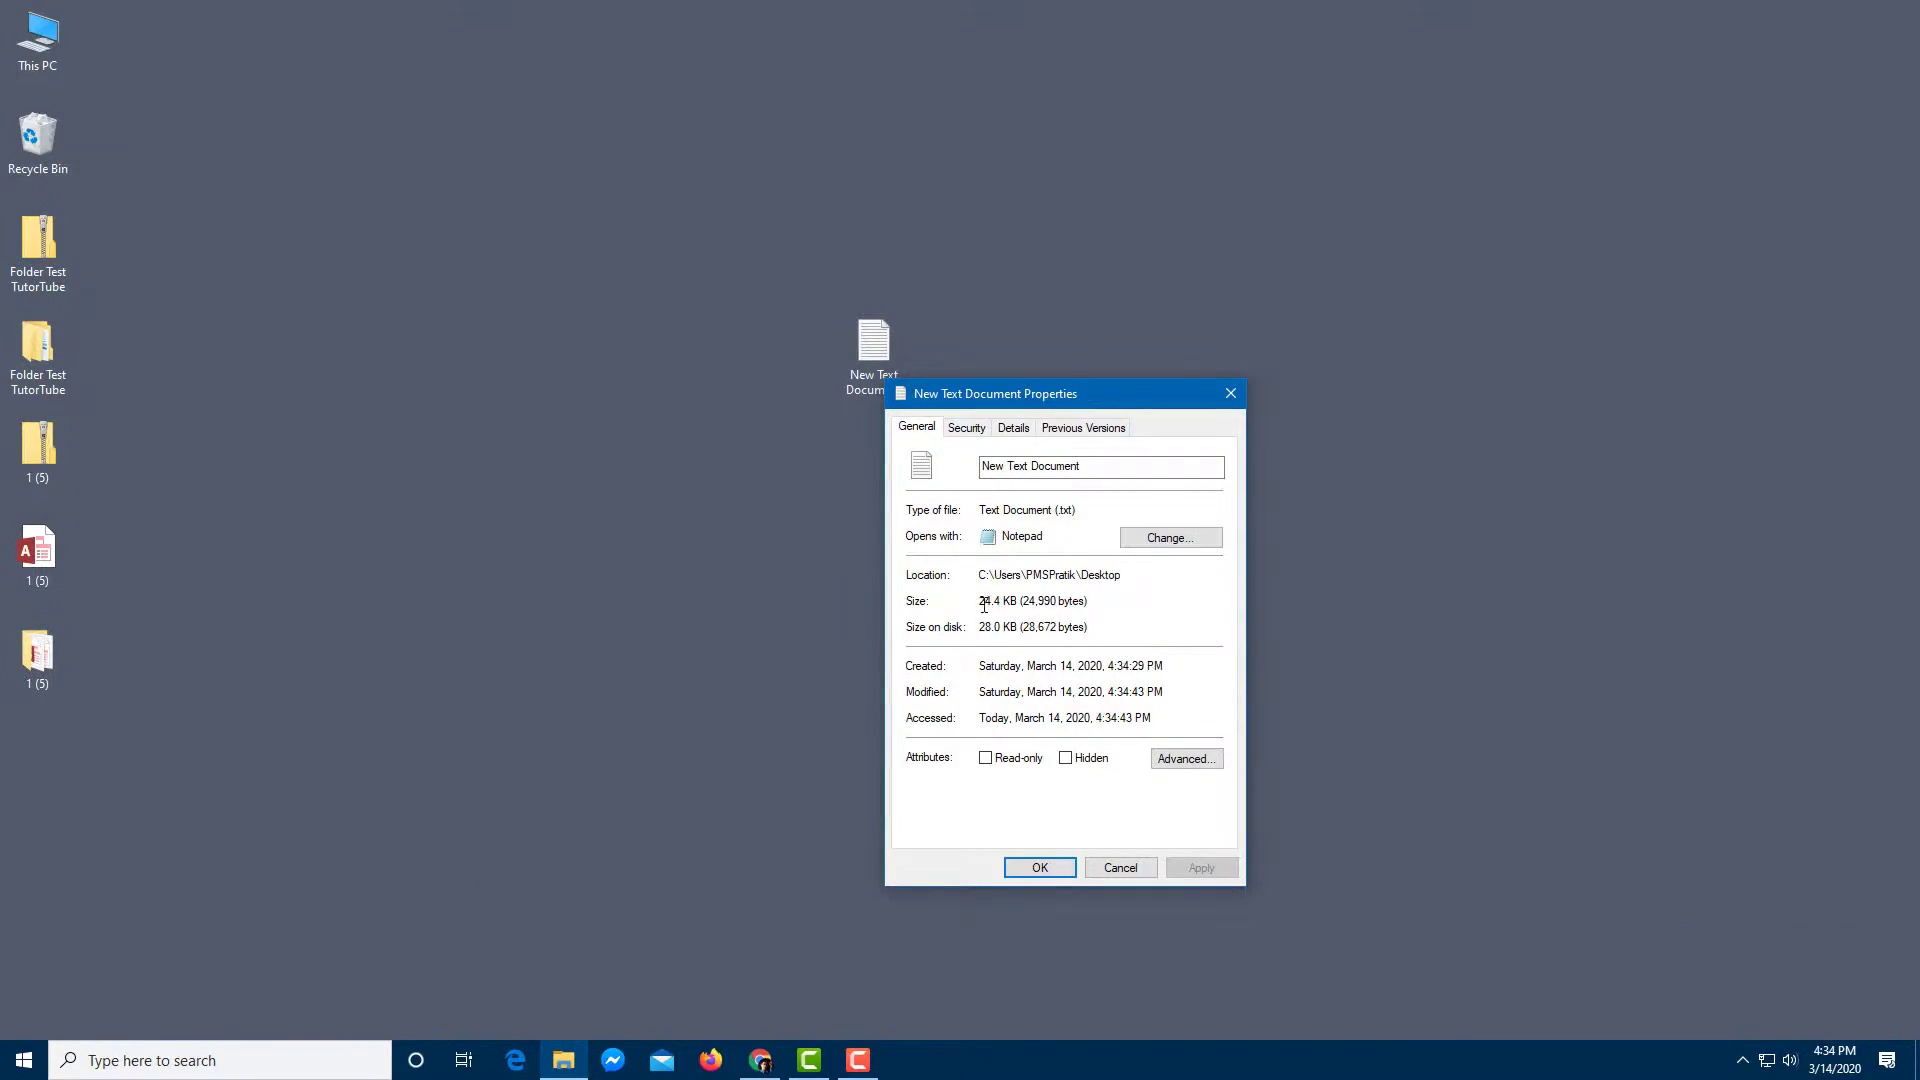 This PC
Recycle Bin
Folder Test
TutorTube
Folder Test
TutorTube
1 (5)
1 (5)
1 (5)
New Text
New Text Document Properties
General Security Details Previous Versions
New Text Document
Type of file: Text Document (.txt)
Opens with: Notepad Change...
Location: C:\Users\PMSPratik\Desktop
Size: 24.4 KB (24,990 bytes)
Size on disk: 28.0 KB (28,672 bytes)
Created: Saturday, March 14, 2020, 4:34:29 PM
Modified: Saturday, March 14, 2020, 4:34:43 PM
Accessed: Today, March 14, 2020, 4:34:43 PM
Attributes: Read-only Hidden Advanced...
OK Cancel Apply
Type here to search
4:34 PM
3/14/2020